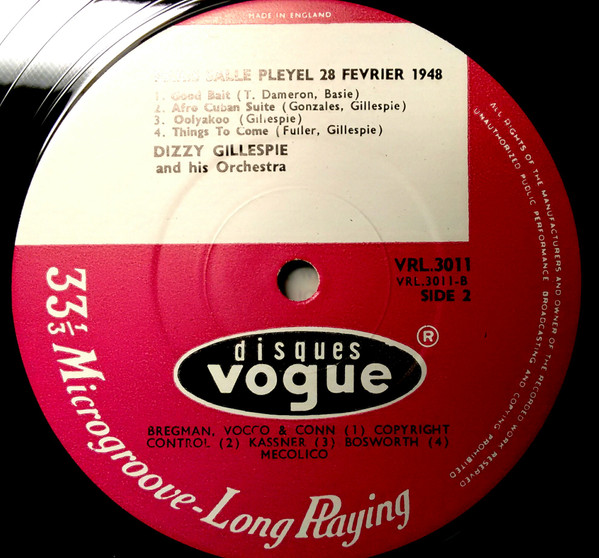 MADE IN ENGLAND
SALLE PLEYEL 28 FEVRIER 1948
1. Good Bait (T. Dameron, Basie)
2. Afro Cuban Suite (Gonzales, Gillespie)
3. Oolyakoo (Gillespie)
4. Things To Come (Fuller, Gillespie)
DIZZY GILLESPIE
and his Orchestra
VRL.3011
VRL.3011-B
SIDE 2
disques
vogue
®
BREGMAN, VOCCO & CONN (1) COPYRIGHT
CONTROL (2) KASSNER (3) BOSWORTH (4)
MECOLICO
33⅓ Microgroove-Long Playing
ALL RIGHTS OF THE MANUFACTURERS AND OWNER OF THE RECORDED WORK RESERVED
UNAUTHORIZED PUBLIC PERFORMANCE BROADCASTING AND COPYING PROHIBITED